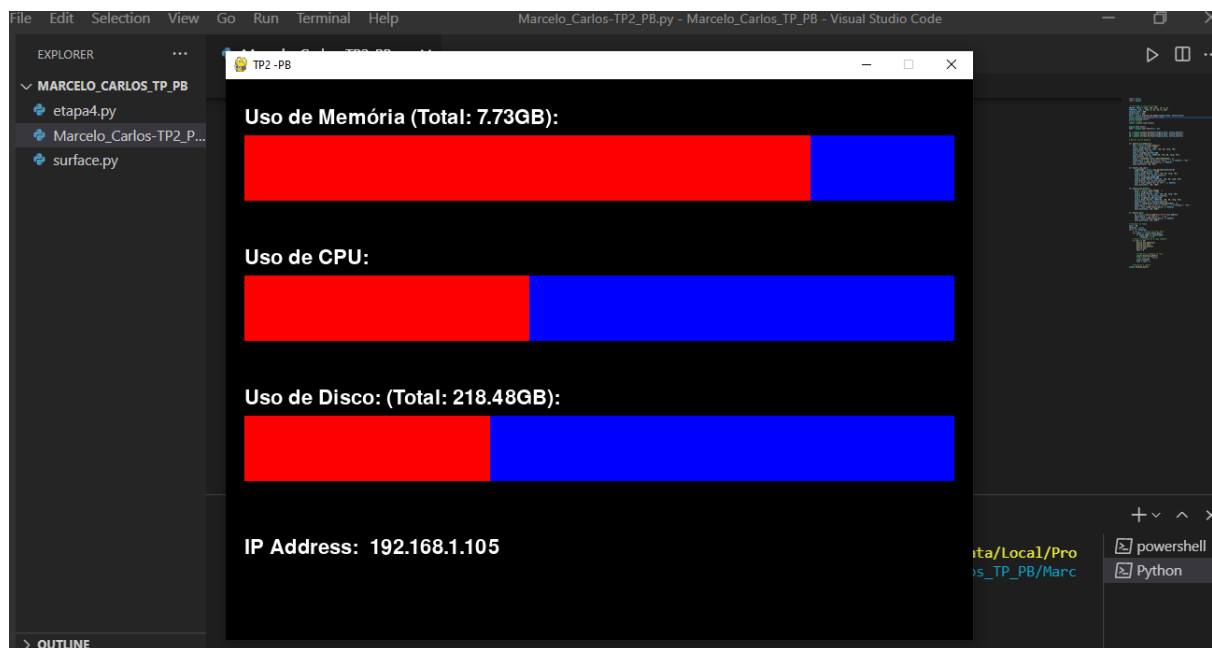 File Edit Selection View Go Run Terminal Help Marcelo_Carlos-TP2_PB.py - Marcelo_Carlos_TP_PB - Visual Studio Code
EXPLORER ...
MARCELO_CARLOS_TP_PB
etapa4.py
Marcelo_Carlos-TP2_P...
surface.py
OUTLINE
TP2 -PB
Uso de Memória (Total: 7.73GB):
Uso de CPU:
Uso de Disco: (Total: 218.48GB):
IP Address: 192.168.1.105
ata/Local/Pro
os_TP_PB/Marc
powershell
Python